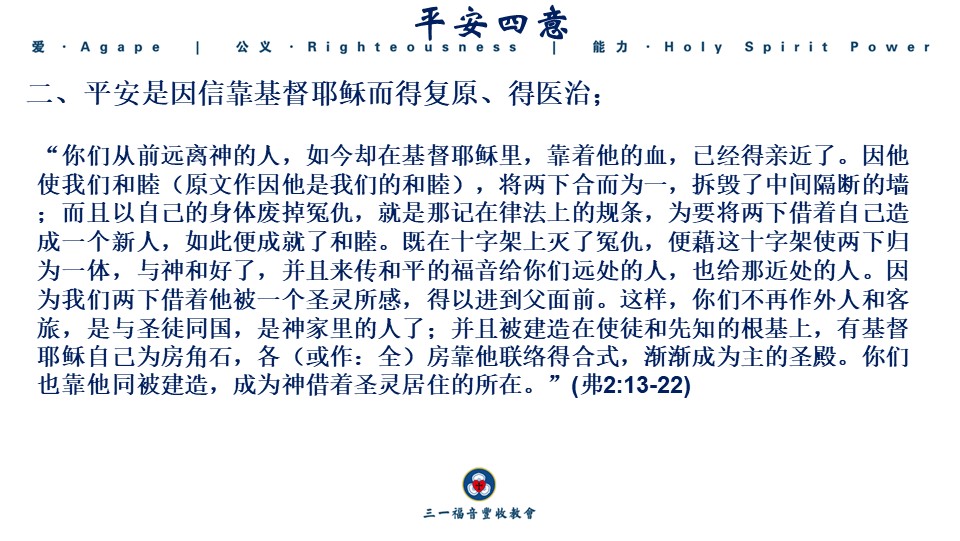 平安四意
爱·Agape | 公义·Righteousness | 能力·Holy Spirit Power
二、平安是因信靠基督耶稣而得复原、得医治；
“你们从前远离神的人，如今却在基督耶稣里，靠着他的血，已经得亲近了。因他
使我们和睦（原文作因他是我们的和睦），将两下合而为一，拆毁了中间隔断的墙
；而且以自己的身体废掉冤仇，就是那记在律法上的规条，为要将两下借着自己造
成一个新人，如此便成就了和睦。既在十字架上灭了冤仇，便藉这十字架使两下归
为一体，与神和好了，并且来传和平的福音给你们远处的人，也给那近处的人。因
为我们两下借着他被一个圣灵所感，得以进到父面前。这样，你们不再作外人和客
旅，是与圣徒同国，是神家里的人了；并且被建造在使徒和先知的根基上，有基督
耶稣自己为房角石，各（或作：全）房靠他联络得合式，渐渐成为主的圣殿。你们
也靠他同被建造，成为神借着圣灵居住的所在。”(弗2:13-22)
三一福音豐收教會